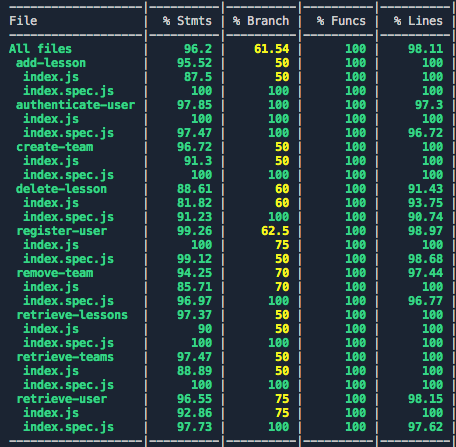 File | % Stmts | % Branch | % Funcs | % Lines |
All files | 96.2 | 61.54 | 100 | 98.11 |
add-lesson | 95.52 | 50 | 100 | 100 |
index.js | 87.5 | 50 | 100 | 100 |
index.spec.js | 100 | 100 | 100 | 100 |
authenticate-user | 97.85 | 100 | 100 | 97.3 |
index.js | 100 | 100 | 100 | 100 |
index.spec.js | 97.47 | 100 | 100 | 96.72 |
create-team | 96.72 | 50 | 100 | 100 |
index.js | 91.3 | 50 | 100 | 100 |
index.spec.js | 100 | 100 | 100 | 100 |
delete-lesson | 88.61 | 60 | 100 | 91.43 |
index.js | 81.82 | 60 | 100 | 93.75 |
index.spec.js | 91.23 | 100 | 100 | 90.74 |
register-user | 99.26 | 62.5 | 100 | 98.97 |
index.js | 100 | 75 | 100 | 100 |
index.spec.js | 99.12 | 50 | 100 | 98.68 |
remove-team | 94.25 | 70 | 100 | 97.44 |
index.js | 85.71 | 70 | 100 | 100 |
index.spec.js | 96.97 | 100 | 100 | 96.77 |
retrieve-lessons | 97.37 | 50 | 100 | 100 |
index.js | 90 | 50 | 100 | 100 |
index.spec.js | 100 | 100 | 100 | 100 |
retrieve-teams | 97.47 | 50 | 100 | 100 |
index.js | 88.89 | 50 | 100 | 100 |
index.spec.js | 100 | 100 | 100 | 100 |
retrieve-user | 96.55 | 75 | 100 | 98.15 |
index.js | 92.86 | 75 | 100 | 100 |
index.spec.js | 97.73 | 100 | 100 | 97.62 |